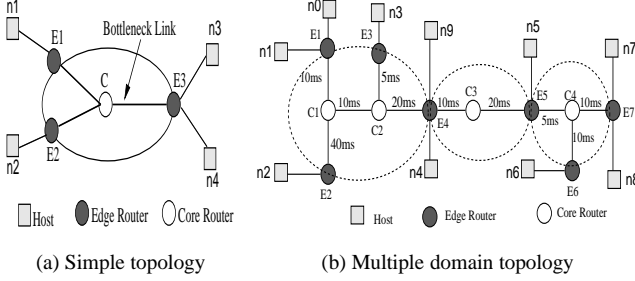 n1
E1
Bottleneck Link
n3
C
E3
E2
n2
n4
Host
Edge Router
Core Router
(a) Simple topology
n0
n3
n9
n5
n7
n1
E1
E3
10ms
5ms
C1
10ms
C2
20ms
E4
10ms
C3
20ms
E5
5ms
C4
10ms
E7
40ms
10ms
n2
E2
n4
n6
E6
n8
Host
Edge Router
Core Router
(b) Multiple domain topology